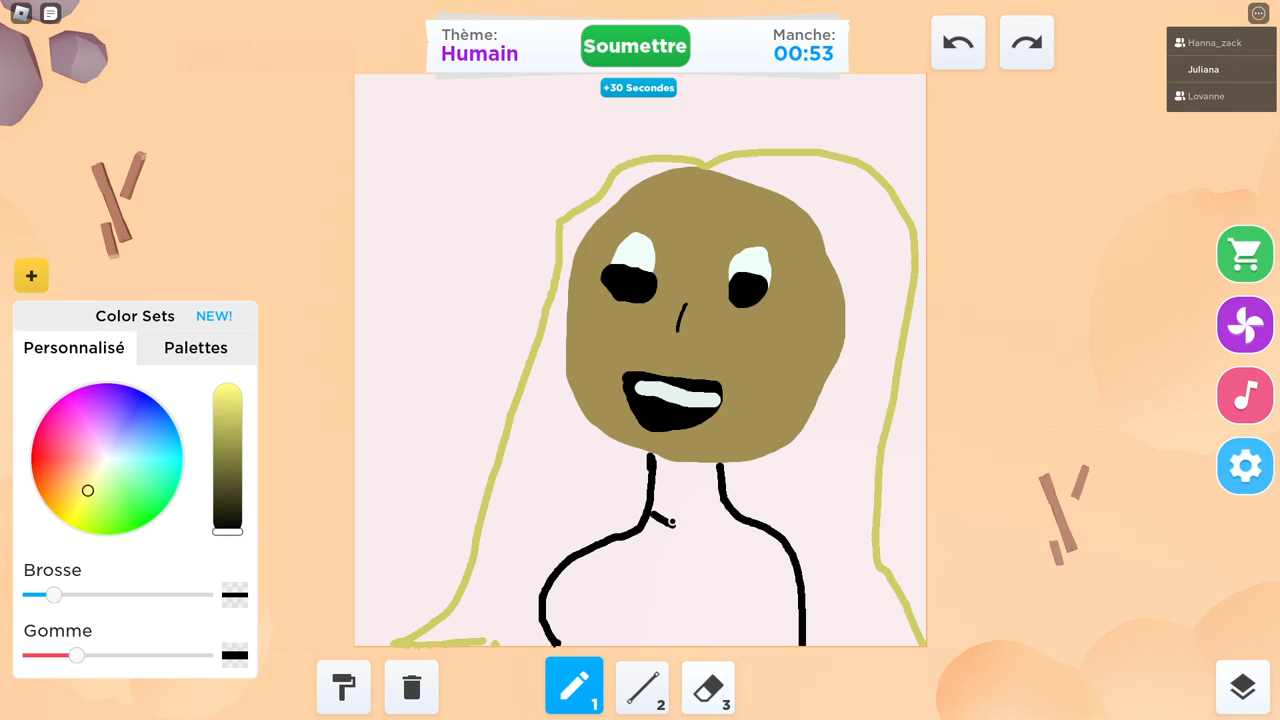 Thème:
Humain
Soumettre
Manche:
00:53
+30 Secondes
Hanna_zack
Juliana
Lovanne
+
Color Sets NEW!
Personnalisé Palettes
Brosse
Gomme
1
2
3